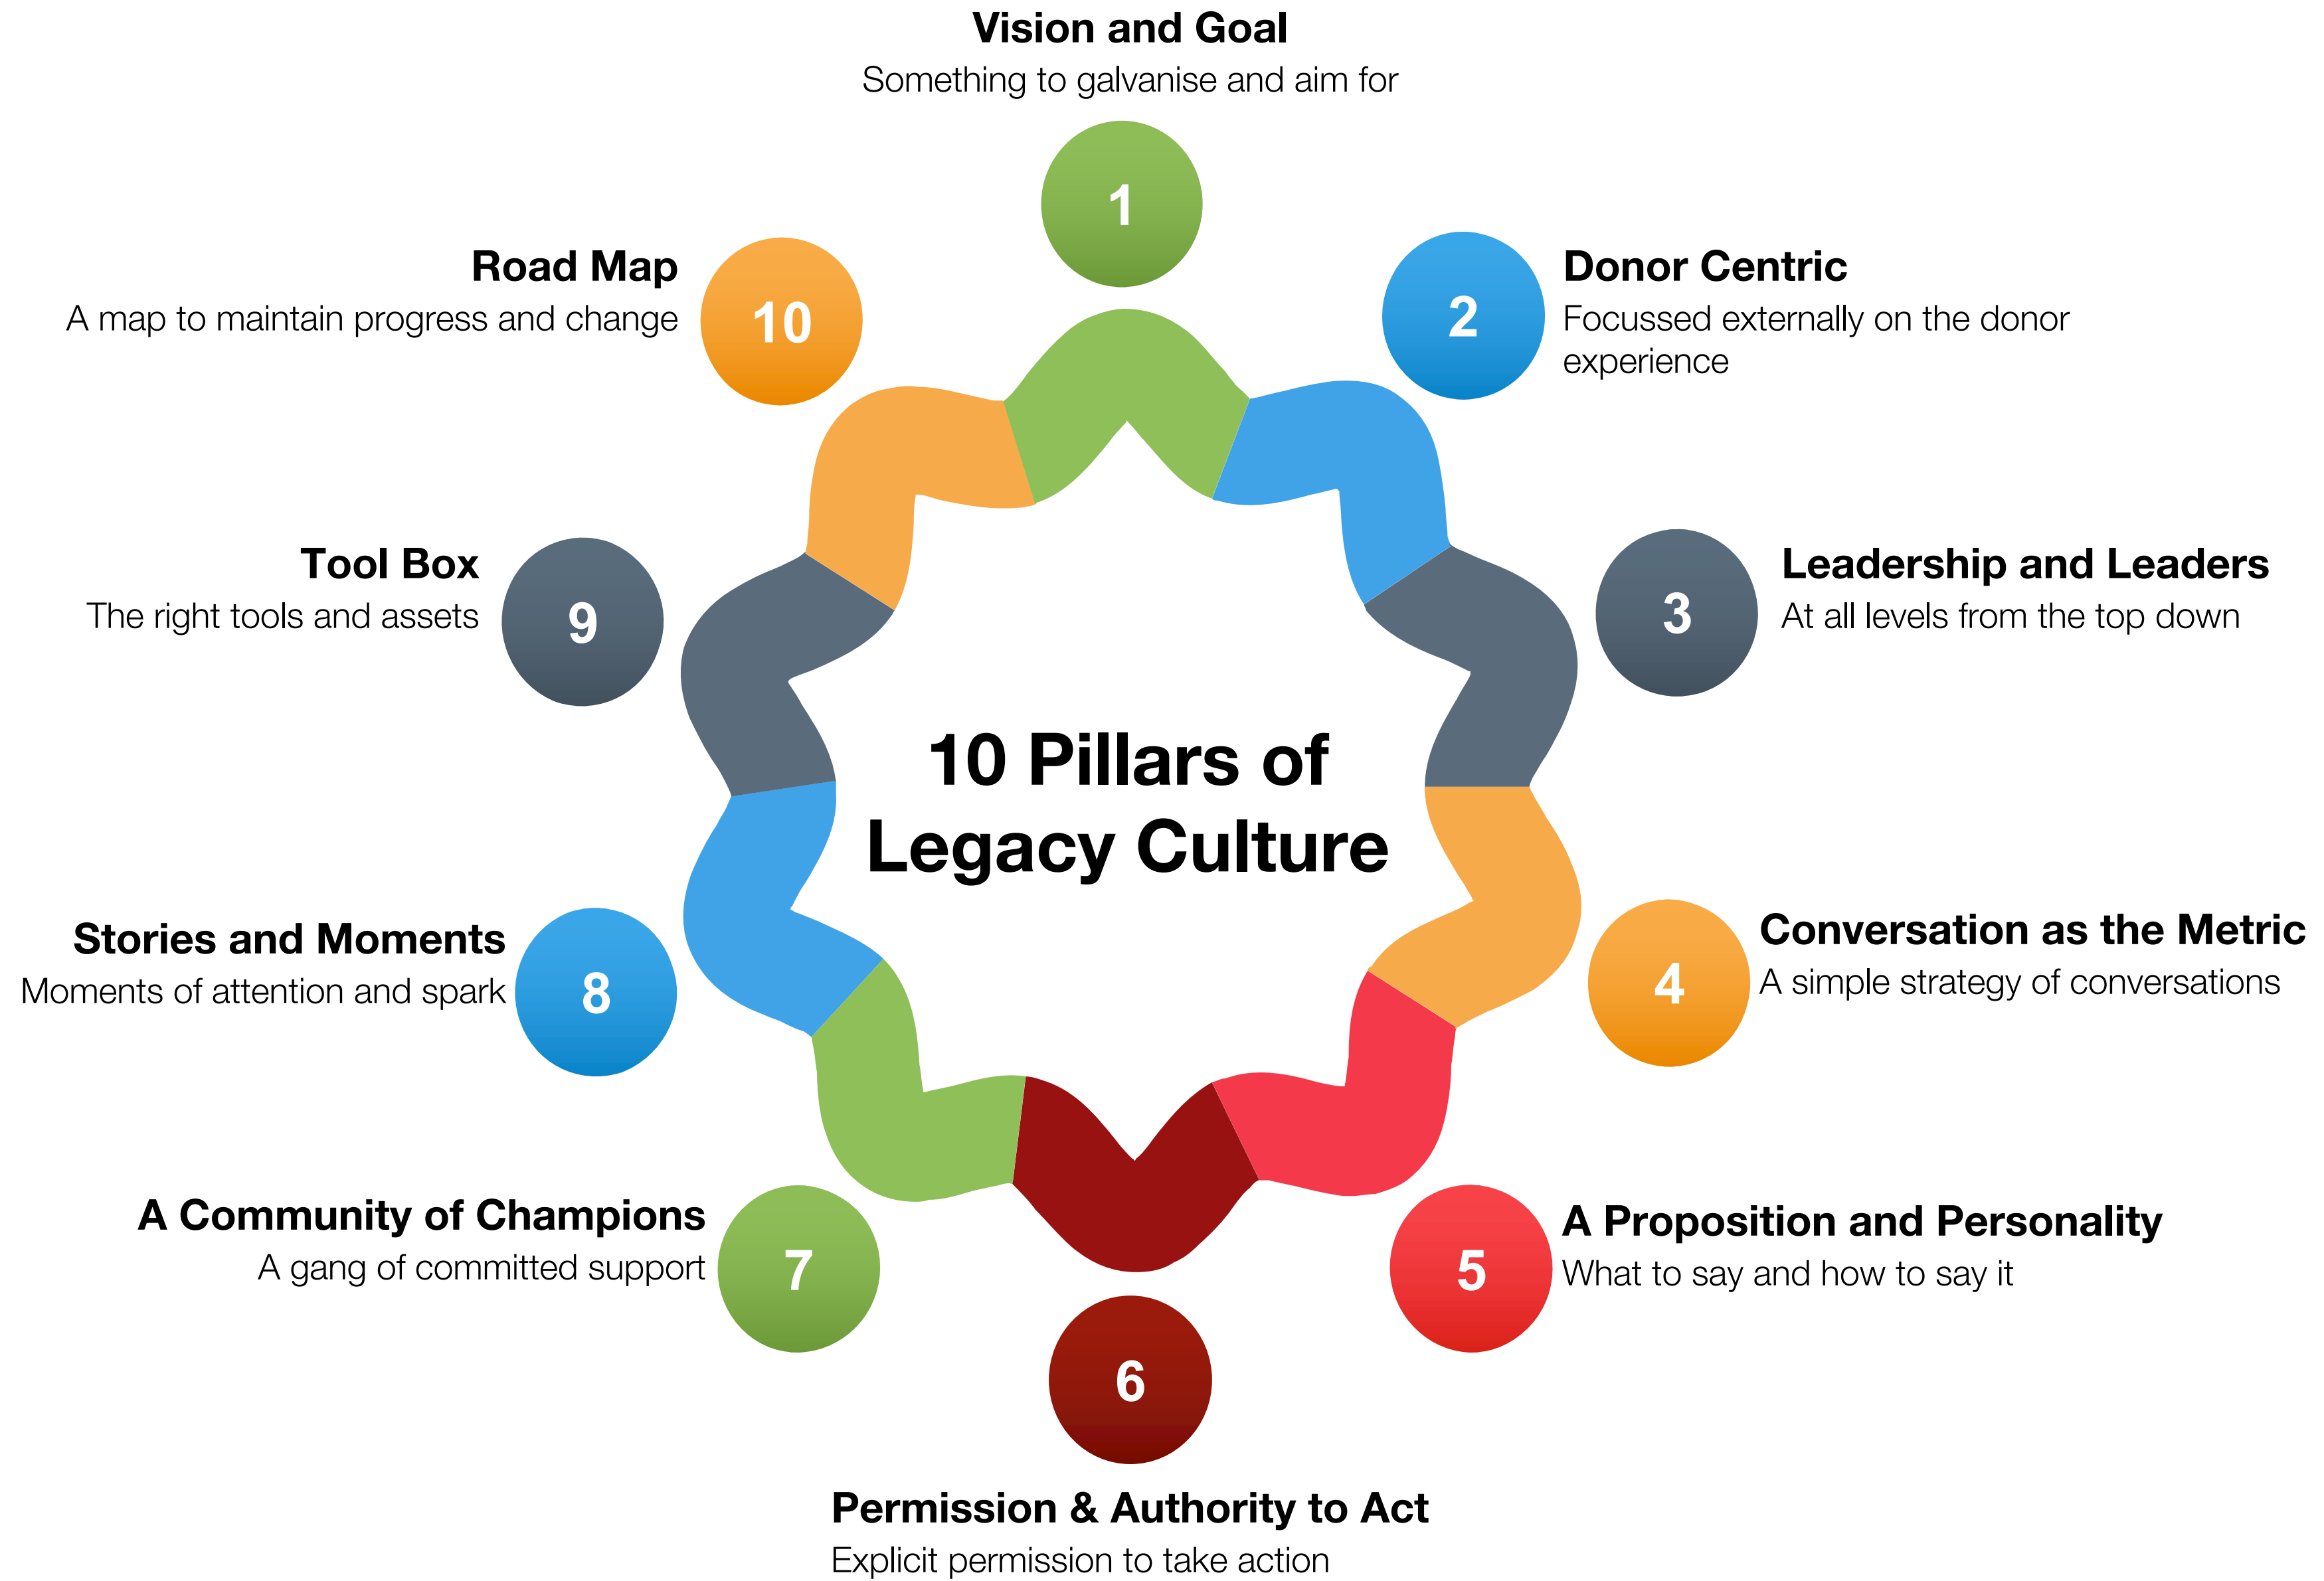 Vision and Goal
Something to galvanise and aim for
1
2
Donor Centric
Focussed externally on the donor
experience
3
Leadership and Leaders
At all levels from the top down
4
Conversation as the Metric
A simple strategy of conversations
5
A Proposition and Personality
What to say and how to say it
6
Permission & Authority to Act
Explicit permission to take action
7
A Community of Champions
A gang of committed support
8
Stories and Moments
Moments of attention and spark
9
Tool Box
The right tools and assets
10
Road Map
A map to maintain progress and change
10 Pillars of
Legacy Culture